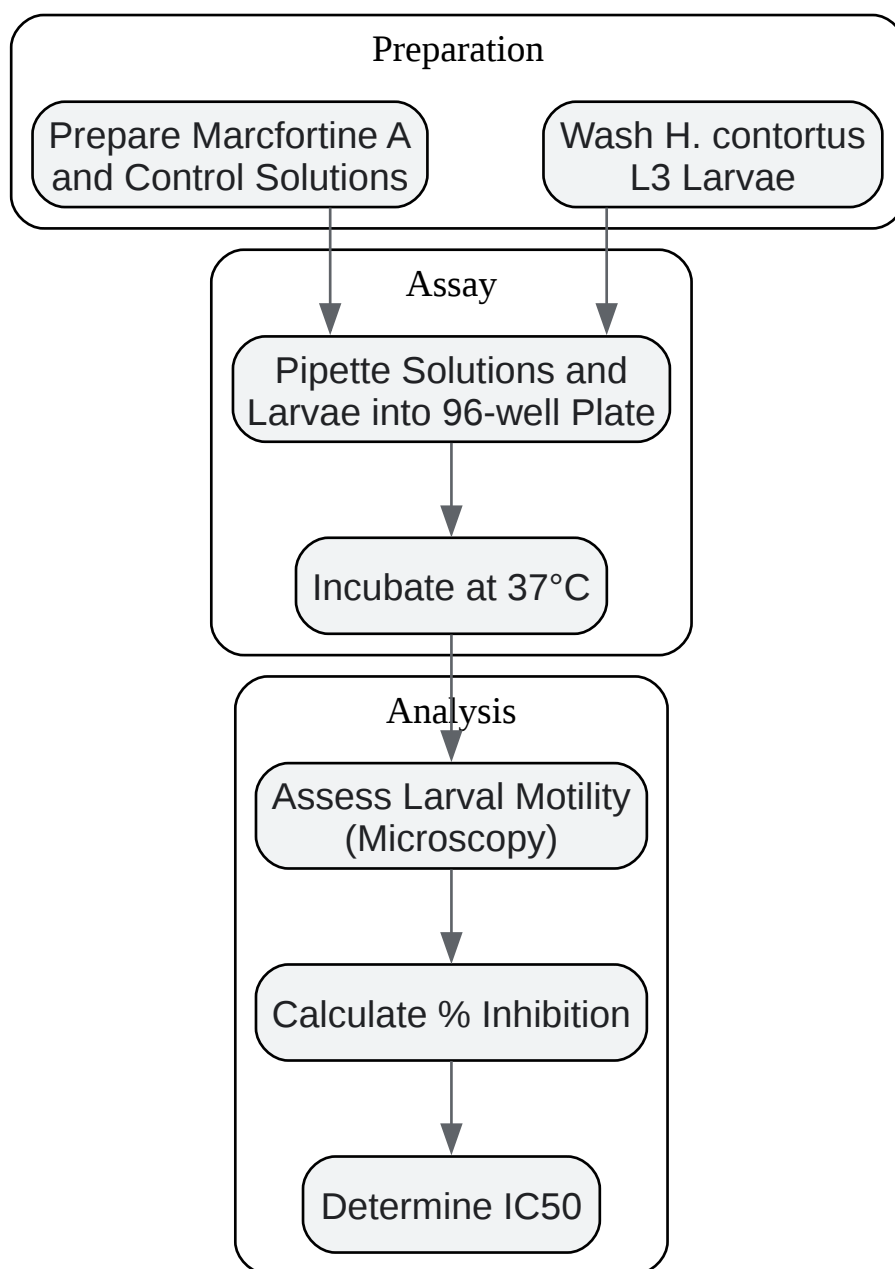 Preparation
Prepare Marcfortine A
and Control Solutions
Wash H. contortus
L3 Larvae
Assay
Pipette Solutions and
Larvae into 96-well Plate
Incubate at 37°C
Analysis
Assess Larval Motility
(Microscopy)
Calculate % Inhibition
Determine IC50